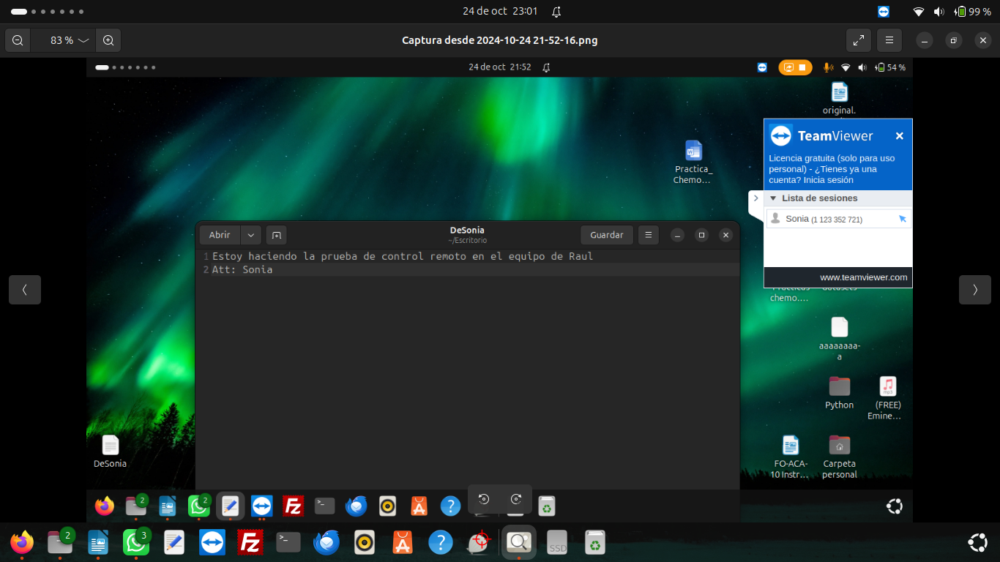 24 de oct 23:01
99 %
83 %
Captura desde 2024-10-24 21-52-16.png
24 de oct 21:52
54 %
original.
Practica_
Chemo...
TeamViewer
Licencia gratuita (solo para uso
personal) - ¿Tienes ya una
cuenta? Inicia sesión
Lista de sesiones
Sonia (1 123 352 721)
www.teamviewer.com
Abrir
DeSonia
~/Escritorio
Guardar
1 Estoy haciendo la prueba de control remoto en el equipo de Raul
2 Att: Sonia
chemo....
aaaaaaaa-
a
Python
(FREE)
Emine...
DeSonia
FO-ACA-
10 Instr...
Carpeta
personal
2
2
2
3
SSD